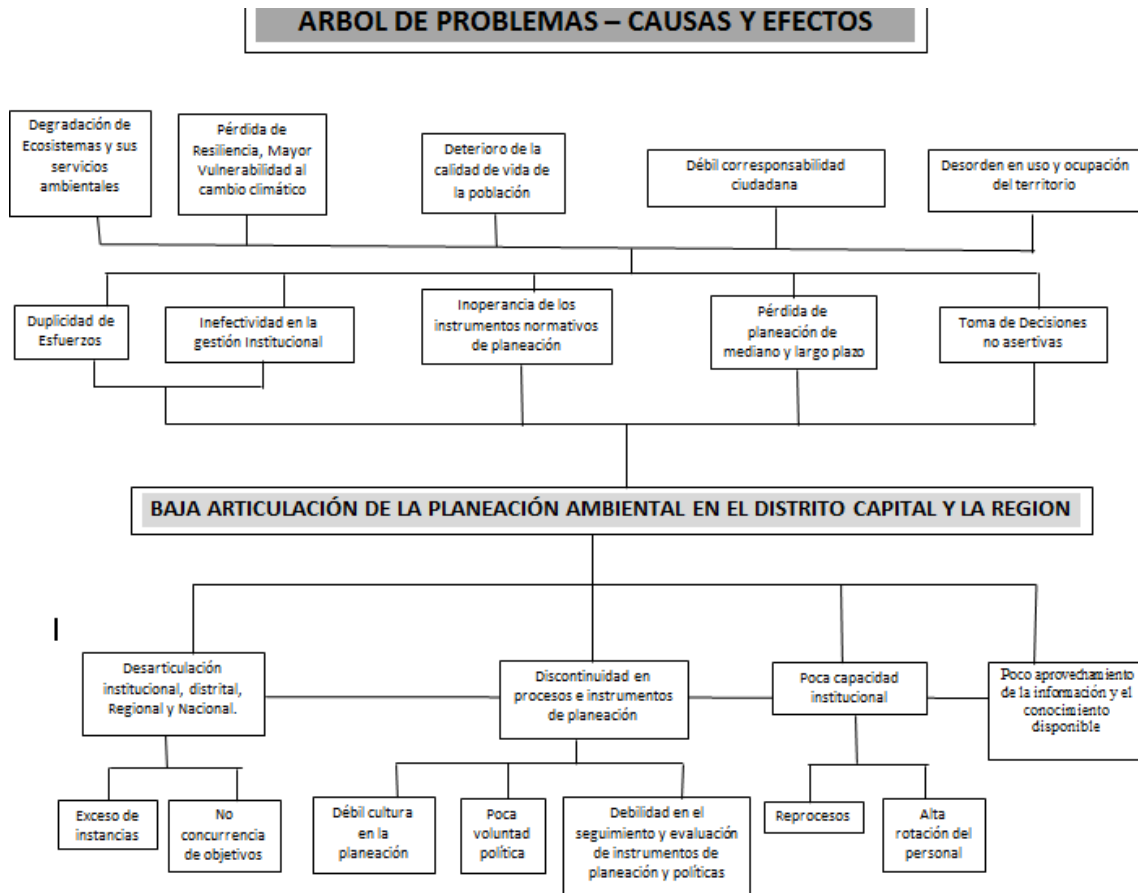 ARBOL DE PROBLEMAS – CAUSAS Y EFECTOS
Degradación de
Ecosistemas y sus
servicios
ambientales
Pérdida de
Resiliencia, Mayor
Vulnerabilidad al
cambio climático
Deterioro de la
calidad de vida de
la población
Débil corresponsabilidad
ciudadana
Desorden en uso y ocupación
del territorio
Duplicidad de
Esfuerzos
Inefectividad en la
gestión Institucional
Inoperancia de los
instrumentos normativos
de planeación
Pérdida de
planeación de
mediano y largo plazo
Toma de Decisiones
no asertivas
BAJA ARTICULACIÓN DE LA PLANEACIÓN AMBIENTAL EN EL DISTRITO CAPITAL Y LA REGION
Desarticulación
institucional, distrital,
Regional y Nacional.
Discontinuidad en
procesos e instrumentos
de planeación
Poca capacidad
institucional
Poco aprovechamiento
de la información y el
conocimiento
disponible
Exceso de
instancias
No
concurrencia
de objetivos
Débil cultura
en la
planeación
Poca
voluntad
política
Debilidad en el
seguimiento y evaluación
de instrumentos de
planeación y políticas
Reprocesos
Alta
rotación del
personal